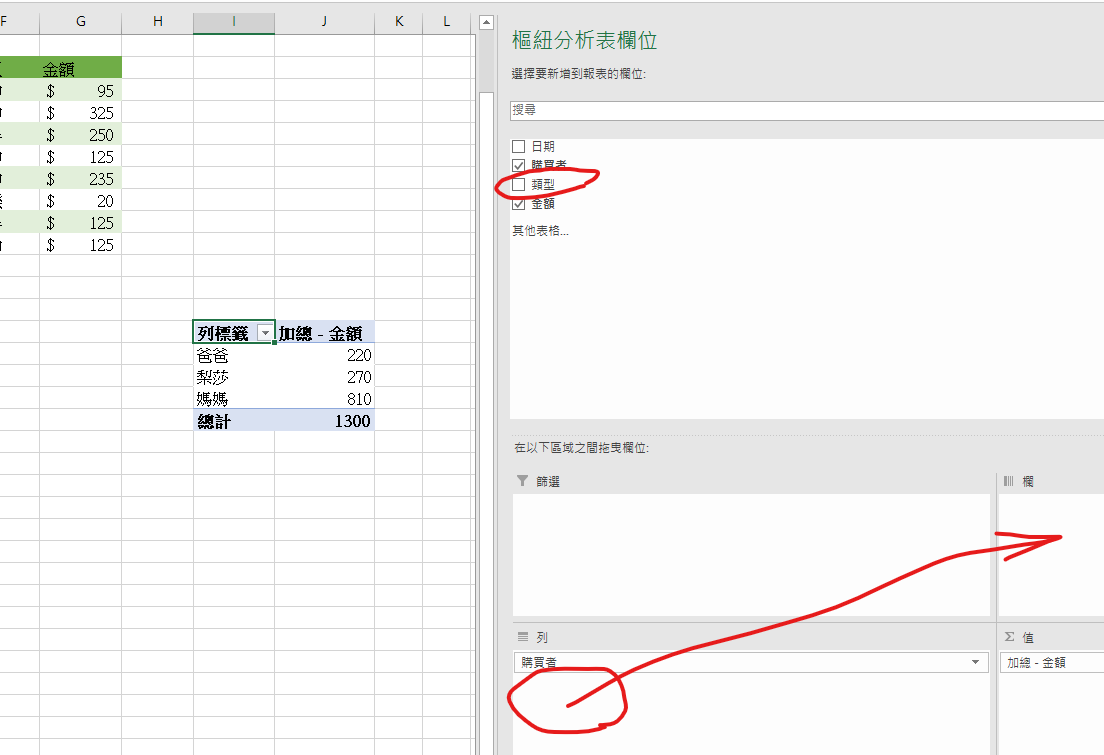 F G H I J K L
金額
$ 95
$ 325
$ 250
$ 125
$ 235
$ 20
$ 125
$ 125
列標籤 加總 - 金額
爸爸 220
梨莎 270
媽媽 810
總計 1300
樞紐分析表欄位
選擇要新增到報表的欄位:
搜尋
日期
購買者
類型
金額
其他表格...
在以下區域之間拖曳欄位:
篩選 欄
列 Σ 值
購買者 加總 - 金額